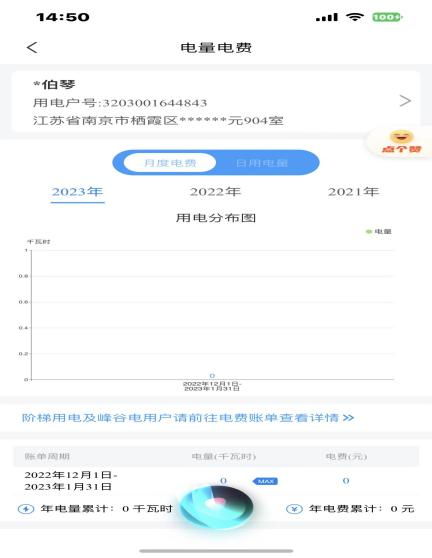 14:50
100+
电量电费
*伯琴
用电户号:3203001644843
江苏省南京市栖霞区******元904室
点个赞
月度电费 日用电量
2023年 2022年 2021年
用电分布图
电量
千瓦时
1
0.8
0.6
0.4
0.2
0
0
2022年12月1日-
2023年1月31日
阶梯用电及峰谷电用户请前往电费账单查看详情
账单周期 电量(千瓦时) 电费(元)
2022年12月1日-
2023年1月31日
0 MAX 0
年电量累计：0 千瓦时 年电费累计：0 元